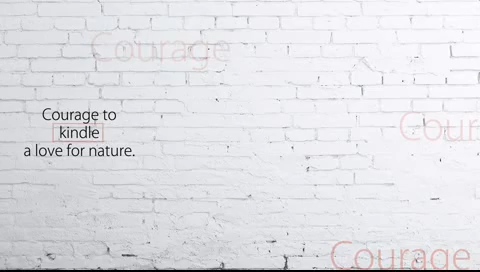 Courage
Courage to
kindle
a love for nature.
Cour
Courage